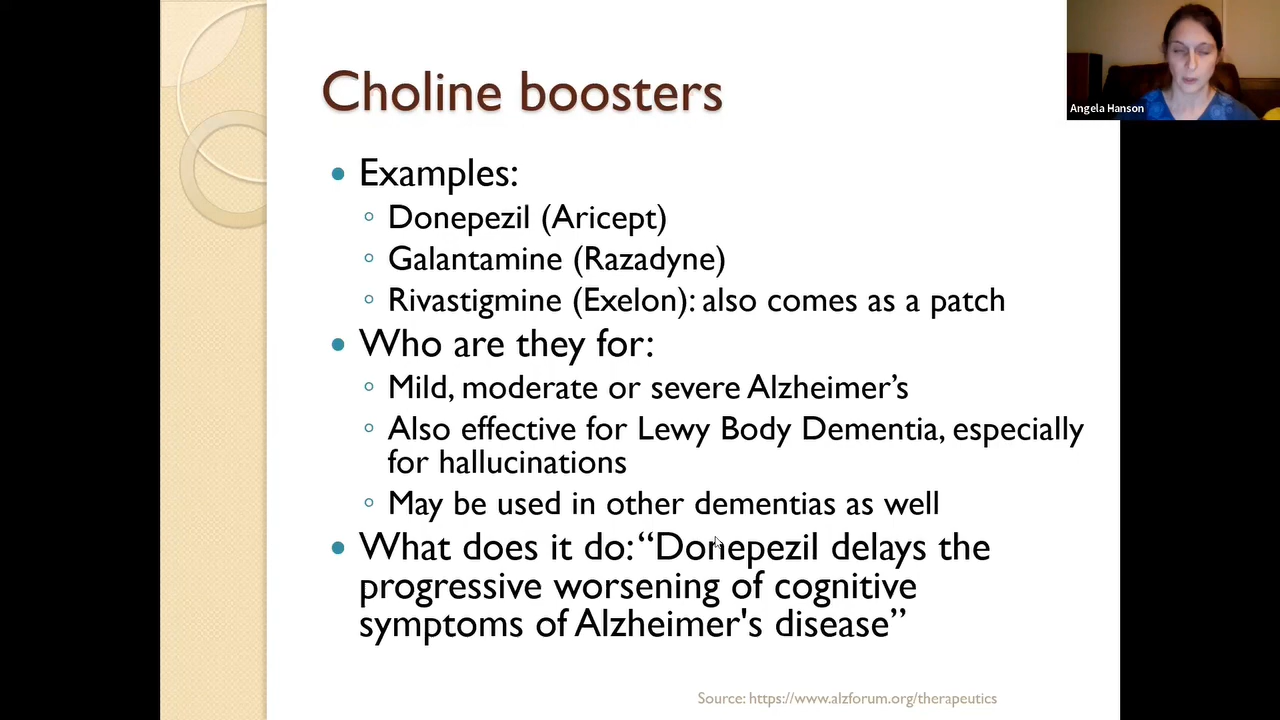 Choline boosters
Angela Hanson
• Examples:
◦ Donepezil (Aricept)
◦ Galantamine (Razadyne)
◦ Rivastigmine (Exelon): also comes as a patch
• Who are they for:
◦ Mild, moderate or severe Alzheimer’s
◦ Also effective for Lewy Body Dementia, especially
for hallucinations
◦ May be used in other dementias as well
• What does it do: “Donepezil delays the
progressive worsening of cognitive
symptoms of Alzheimer's disease”
Source: https://www.alzforum.org/therapeutics